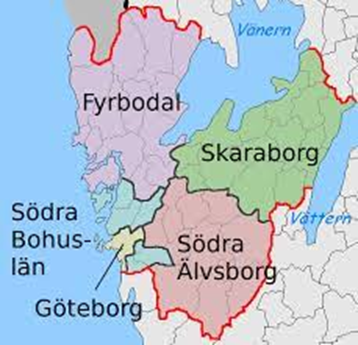 Vänern
Fyrbodal
Skaraborg
Södra
Bohus-
län
Södra
Älvsborg
Vättern
Göteborg